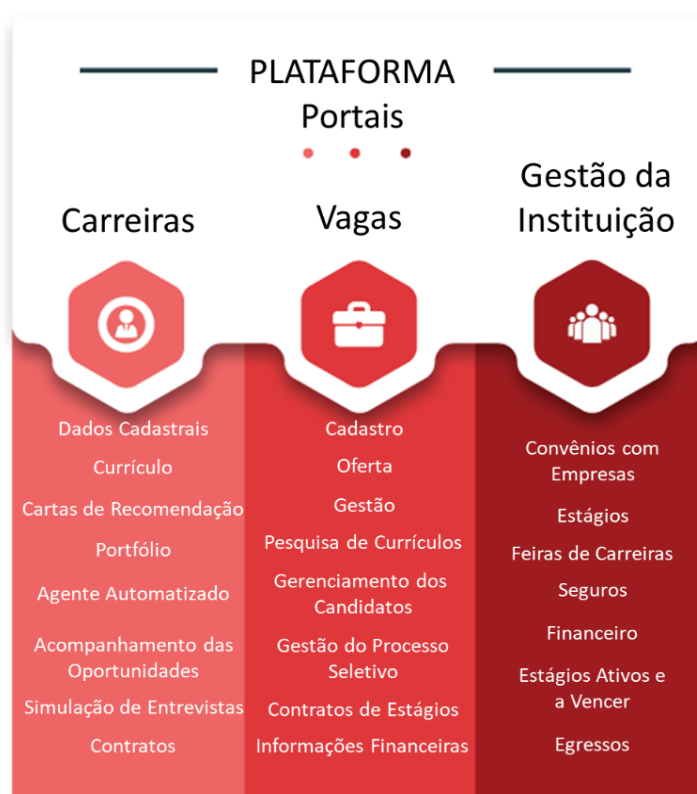 PLATAFORMA
Portais
Carreiras
Dados Cadastrais
Currículo
Cartas de Recomendação
Portfólio
Agente Automatizado
Acompanhamento das
Oportunidades
Simulação de Entrevistas
Contratos
Vagas
Cadastro
Oferta
Gestão
Pesquisa de Currículos
Gerenciamento dos
Candidatos
Gestão do Processo
Seletivo
Contratos de Estágios
Informações Financeiras
Gestão da
Instituição
Convênios com
Empresas
Estágios
Feiras de Carreiras
Seguros
Financeiro
Estágios Ativos e
a Vencer
Egressos